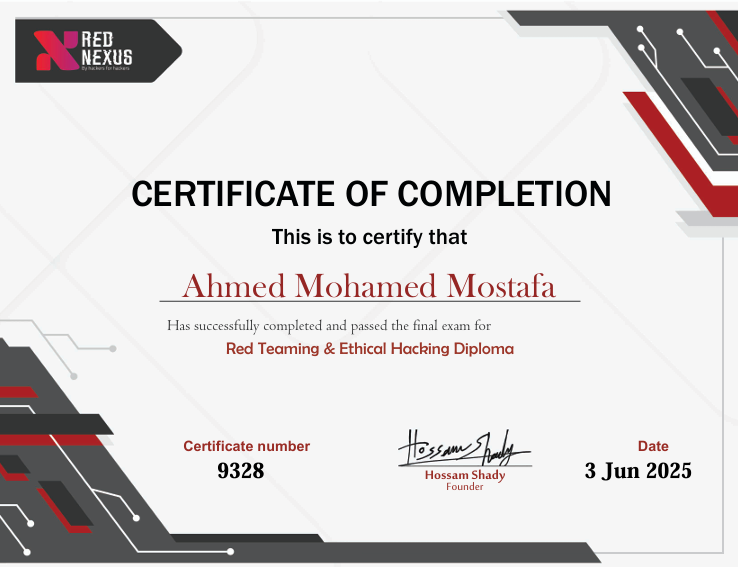 RED
NEXUS
By hackers for hackers
CERTIFICATE OF COMPLETION
This is to certify that
Ahmed Mohamed Mostafa
Has successfully completed and passed the final exam for
Red Teaming & Ethical Hacking Diploma
Certificate number
9328
Hossam Shady
Hossam Shady
Founder
Date
3 Jun 2025